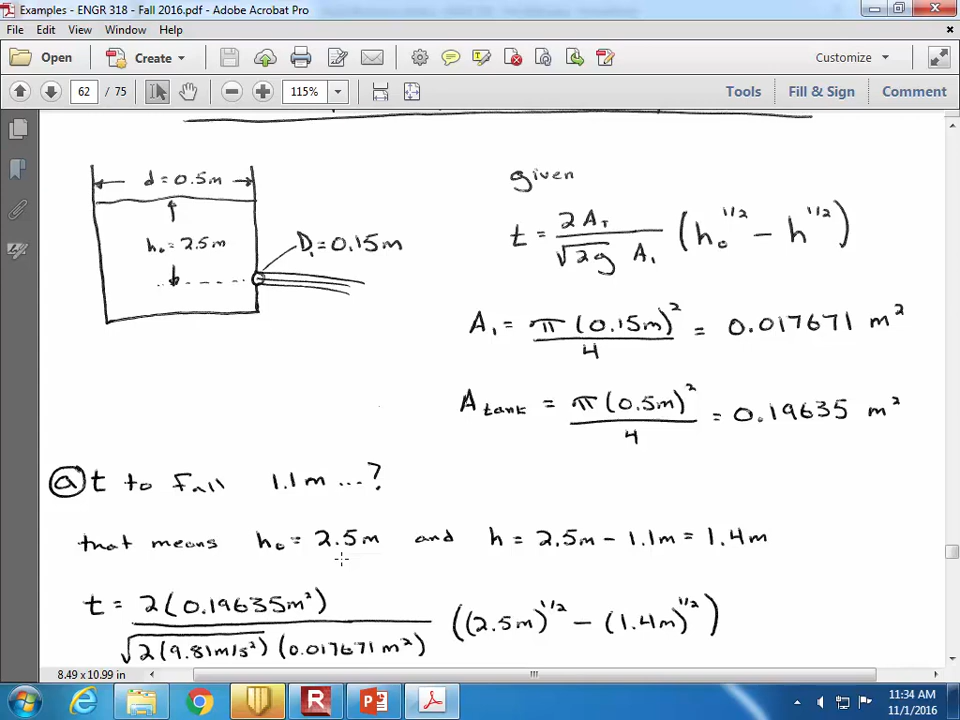 Examples - ENGR 318 - Fall 2016.pdf - Adobe Acrobat Pro
File Edit View Window Help
Open Create Customize
62 / 75 115% Tools Fill & Sign Comment
d = 0.5m
h₀ = 2.5m
D₁ = 0.15m
given
t = 2 A_T / (√2g A₁) (h₀^1/2 − h^1/2)
A₁ = π (0.15m)² / 4 = 0.017671 m²
A tank = π (0.5m)² / 4 = 0.19635 m²
ⓐ t to fall 1.1m ...?
that means h₀ = 2.5m and h = 2.5m − 1.1m = 1.4m
t = 2 (0.19635m²) / (√2(9.81m/s²) (0.017671m²)) ((2.5m)^1/2 − (1.4m)^1/2)
8.49 x 10.99 in
11:34 AM
11/1/2016